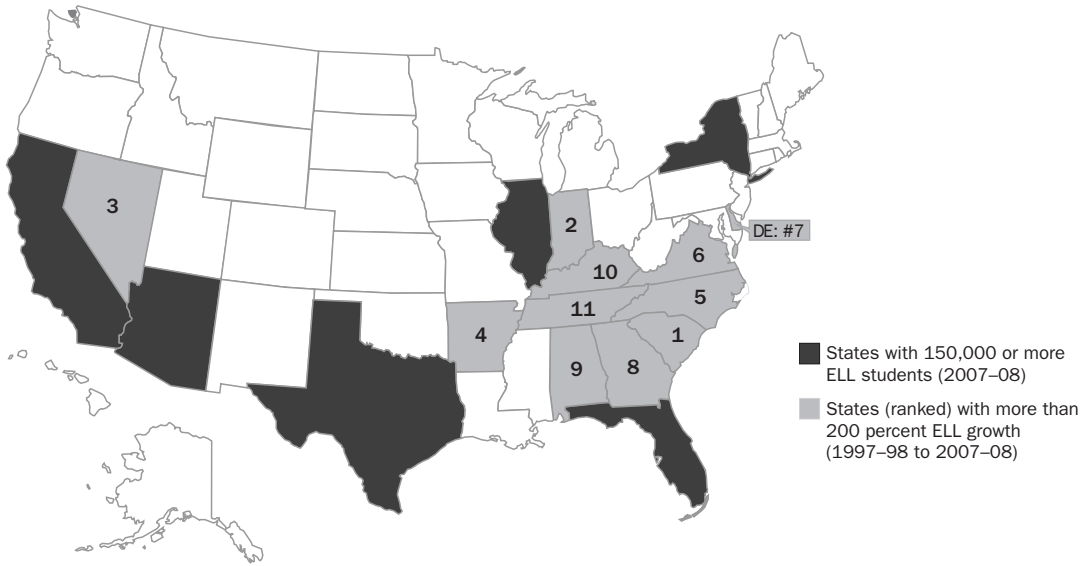 3
2
DE: #7
6
10
5
11
4
1
9
8
States with 150,000 or more
ELL students (2007–08)
States (ranked) with more than
200 percent ELL growth
(1997–98 to 2007–08)